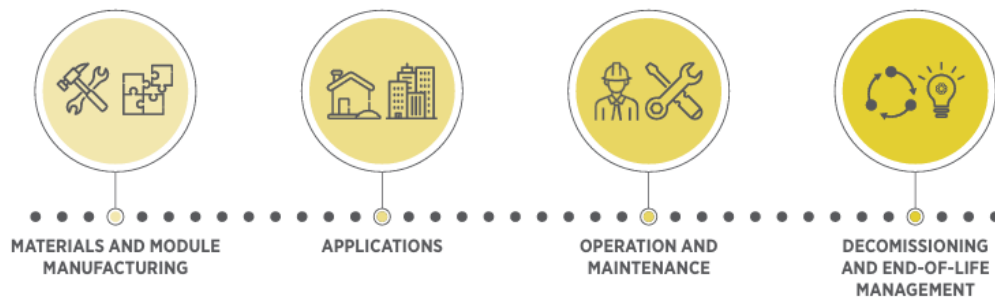 MATERIALS AND MODULE
MANUFACTURING
APPLICATIONS
OPERATION AND
MAINTENANCE
DECOMISSIONING
AND END-OF-LIFE
MANAGEMENT